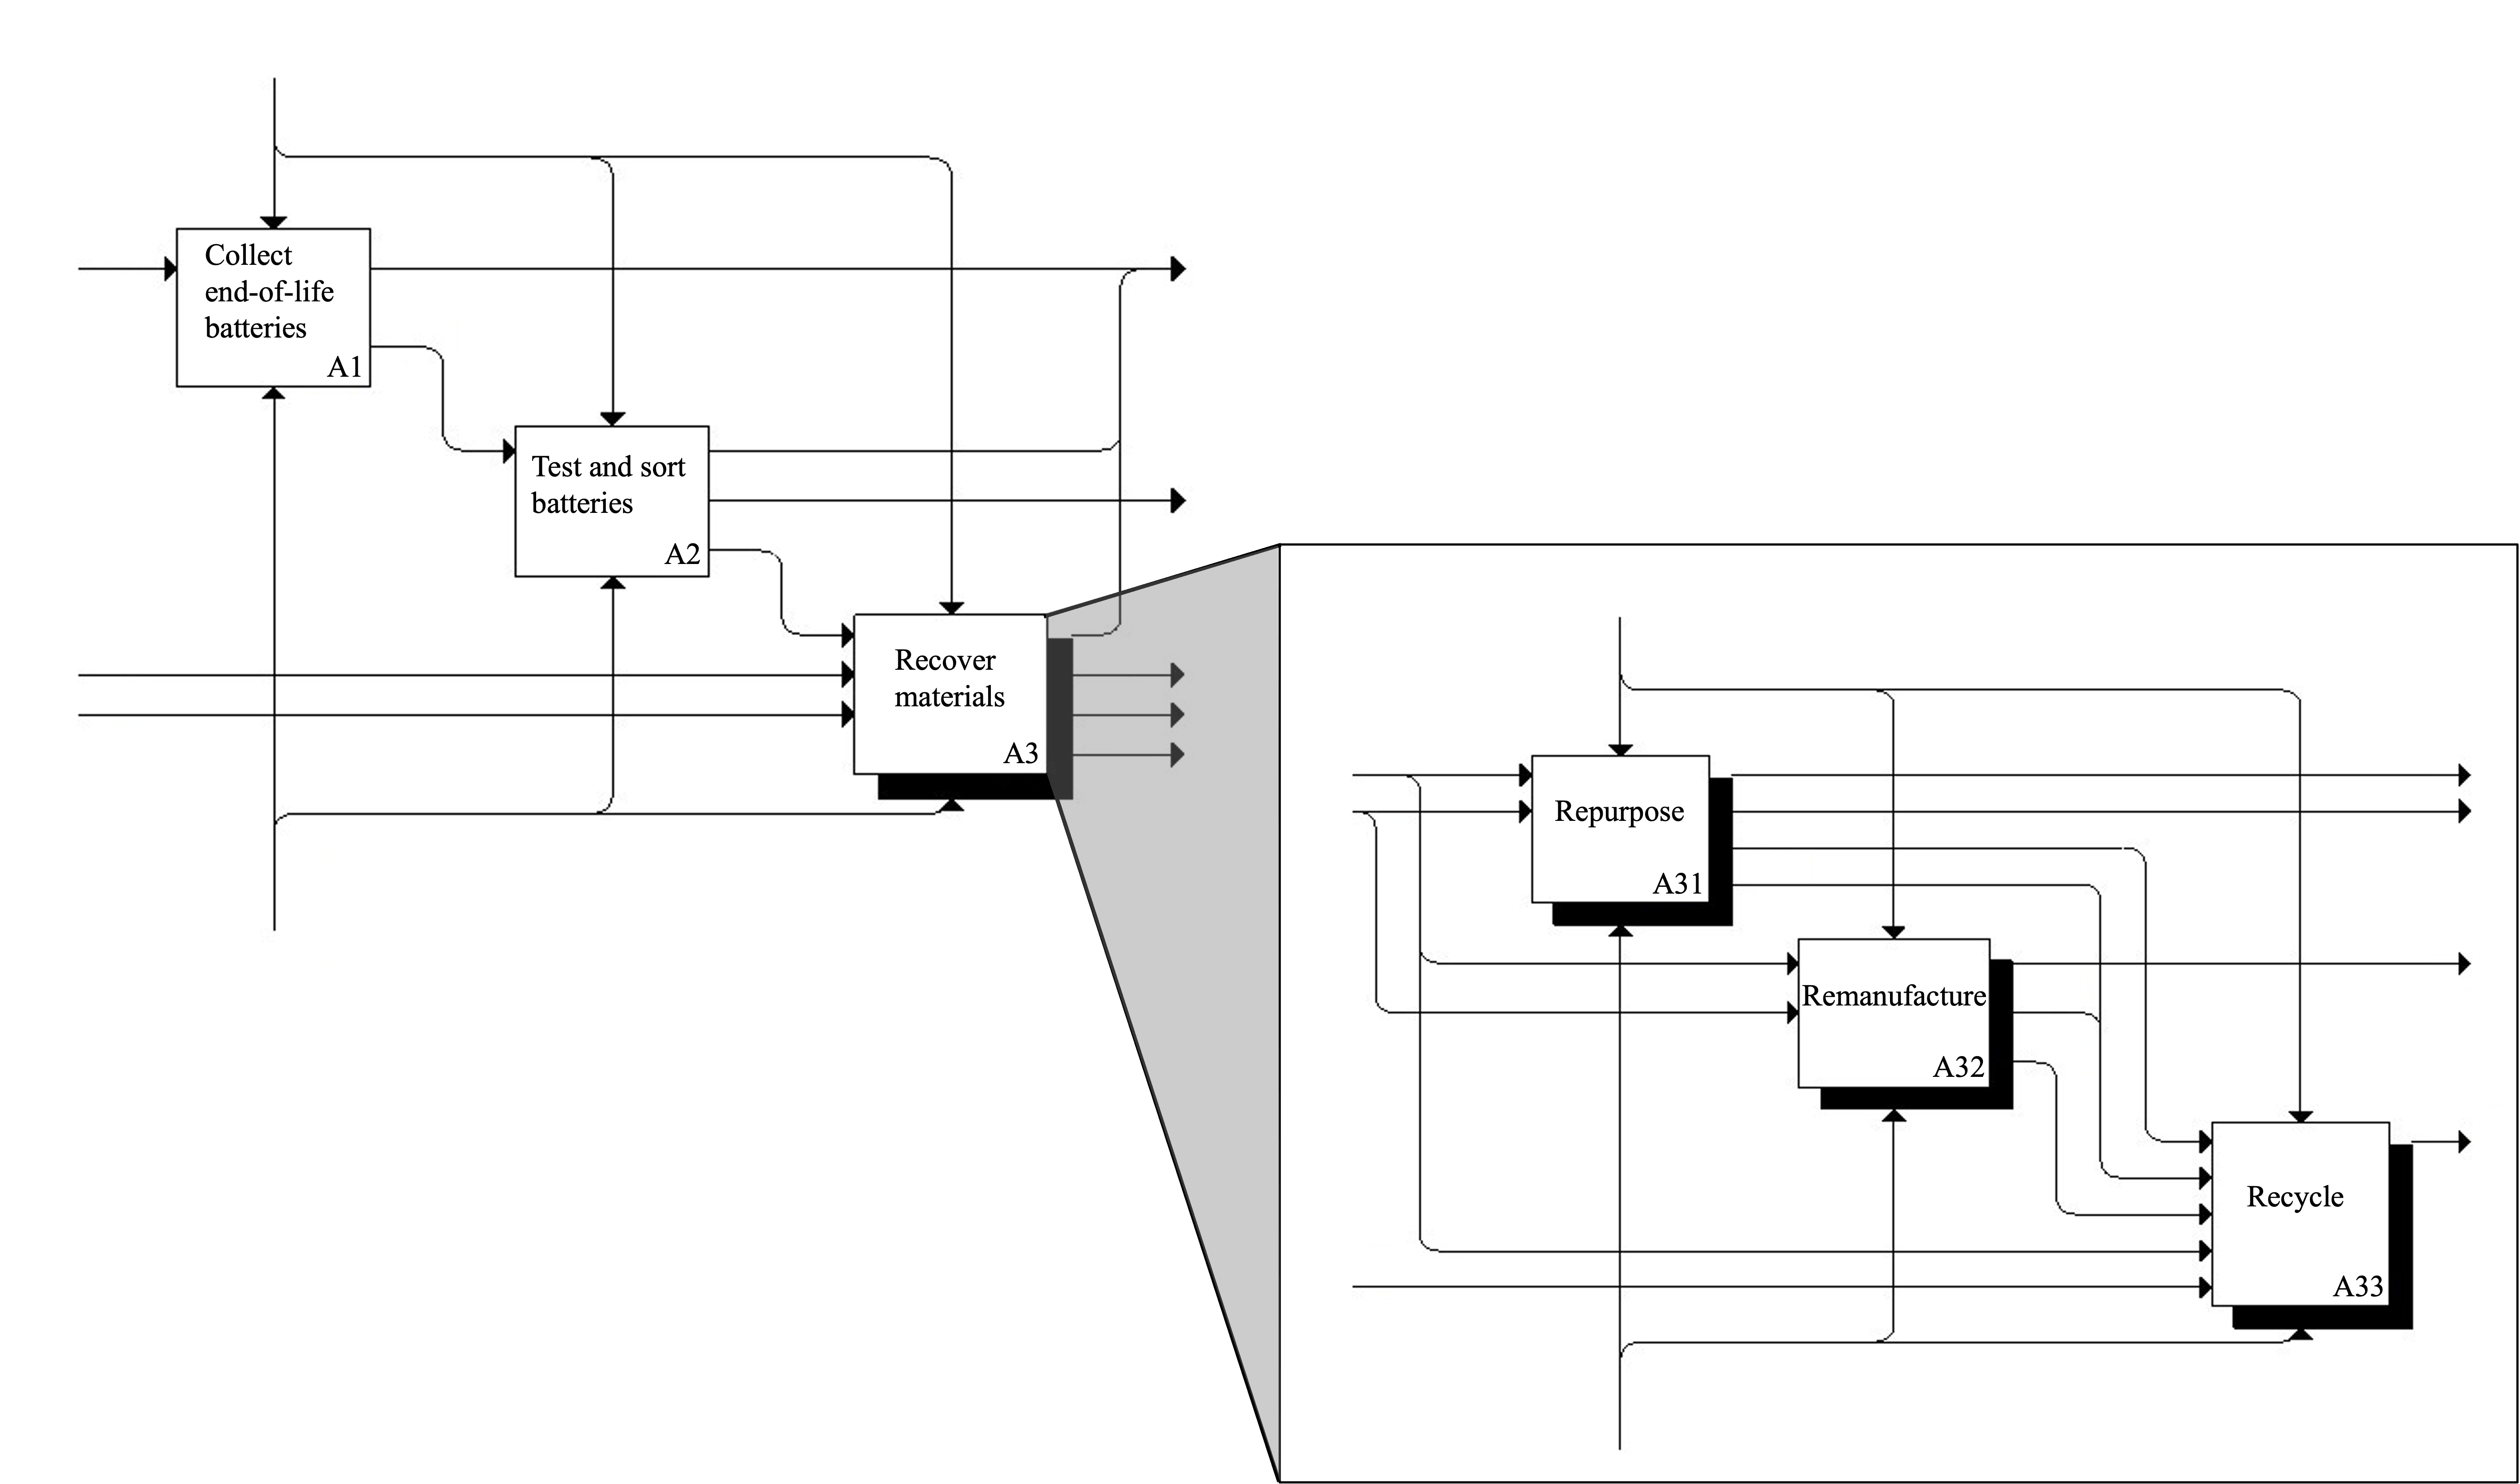 Collect
end-of-life
batteries
A1
Test and sort
batteries
A2
Recover
materials
A3
Repurpose
A31
Remanufacture
A32
Recycle
A33